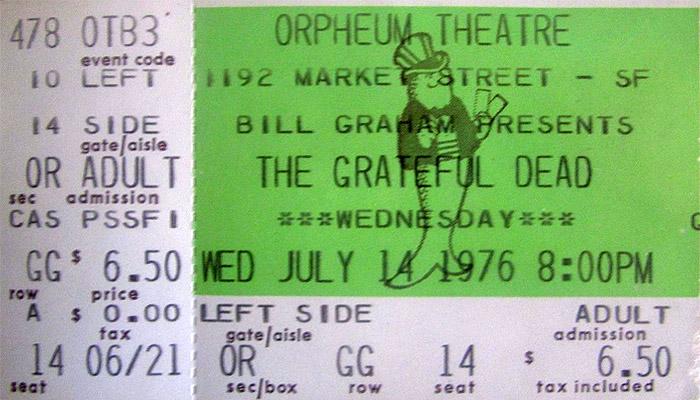 478 OTB3
event code
10 LEFT
14 SIDE
gate/aisle
OR ADULT
sec admission
CAS PSSFI
GG $ 6.50
row price
A $ 0.00
tax
14 06/21
seat
ORPHEUM THEATRE
1192 MARKET STREET - SF
BILL GRAHAM PRESENTS
THE GRATEFUL DEAD
***WEDNESDAY***
WED JULY 14 1976 8:00PM
LEFT SIDE ADULT
gate/aisle admission
OR GG 14 $ 6.50
sec/box row seat tax included